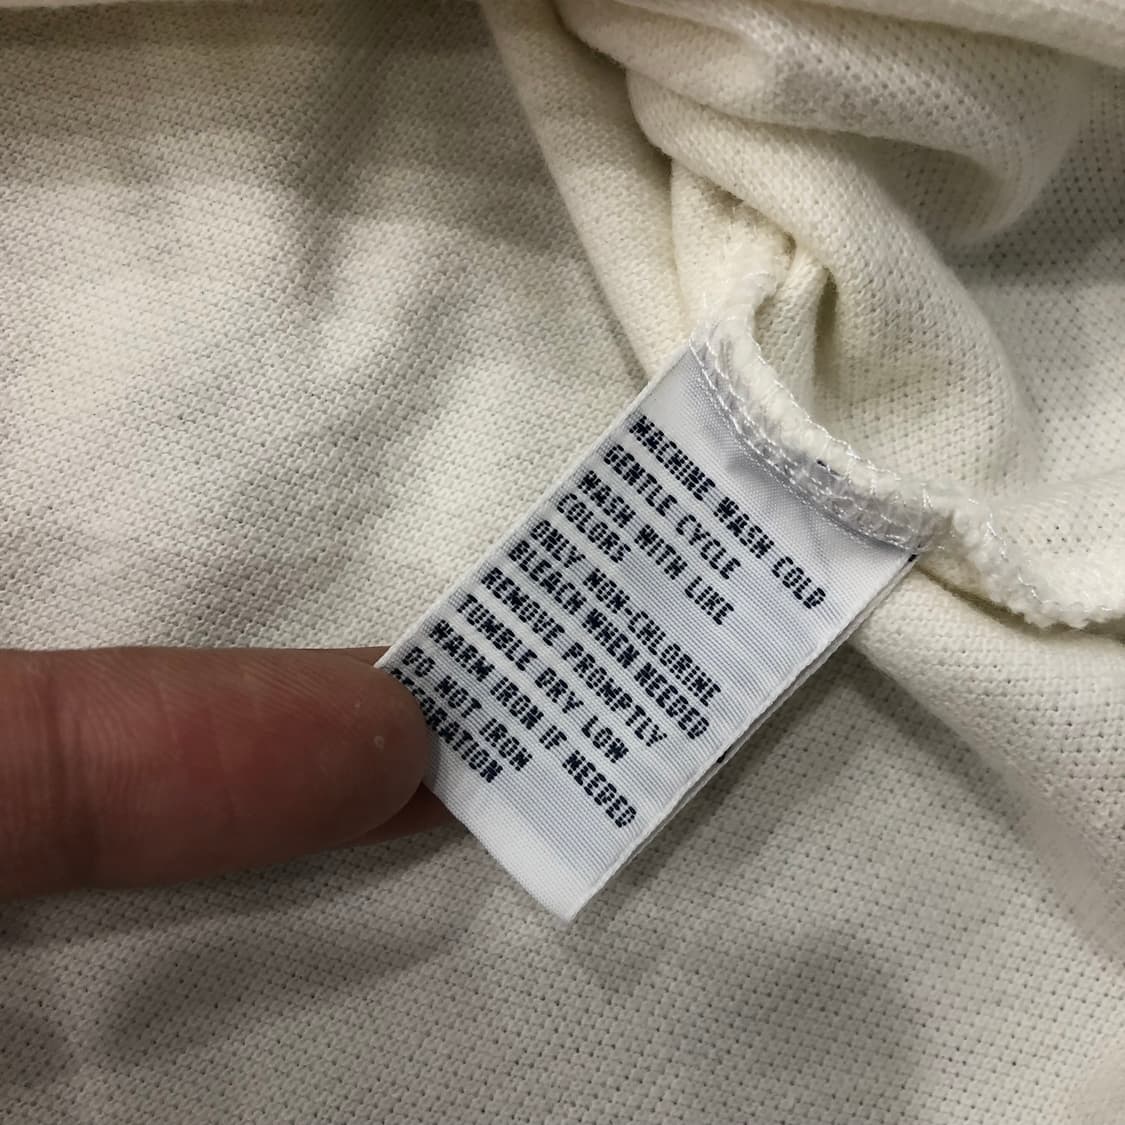 MACHINE WASH COLD
GENTLE CYCLE
WASH WITH LIKE
COLORS
ONLY NON-CHLORINE
BLEACH WHEN NEEDED
REMOVE PROMPTLY
TUMBLE DRY LOW
WARM IRON IF NEEDED
DO NOT IRON